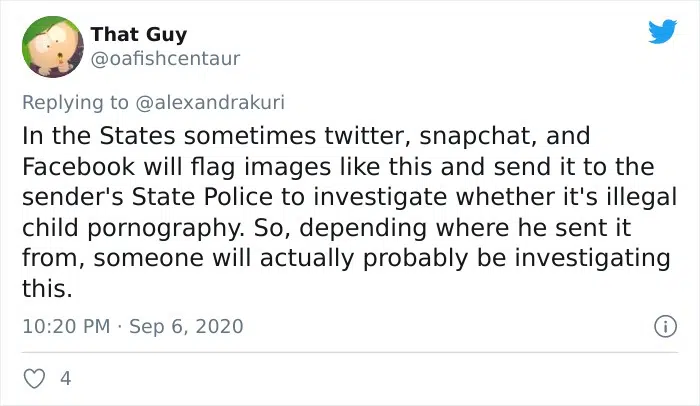 That Guy
@oafishcentaur
Replying to @alexandrakuri
In the States sometimes twitter, snapchat, and
Facebook will flag images like this and send it to the
sender's State Police to investigate whether it's illegal
child pornography. So, depending where he sent it
from, someone will actually probably be investigating
this.
10:20 PM · Sep 6, 2020
4